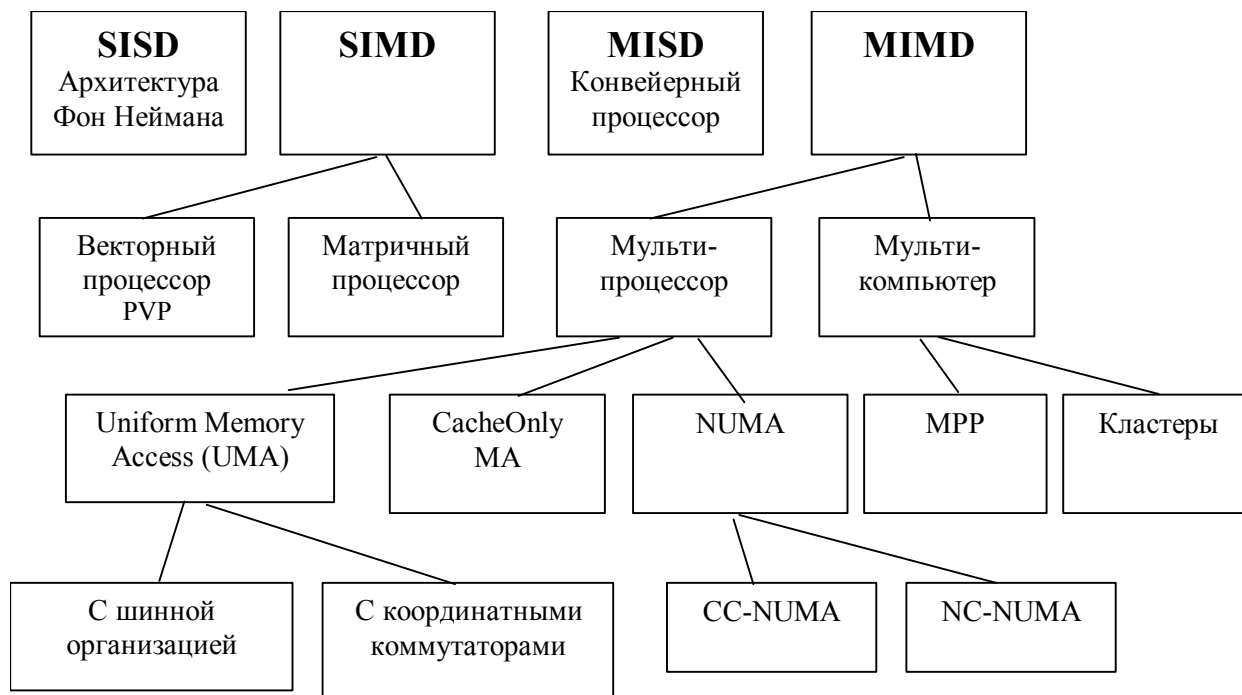 SISD
Архитектура
Фон Неймана
SIMD
MISD
Конвейерный
процессор
MIMD
Векторный
процессор
PVP
Матричный
процессор
Мульти-
процессор
Мульти-
компьютер
Uniform Memory
Access (UMA)
CacheOnly
MA
NUMA
MPP
Кластеры
С шинной
организацией
С координатными
коммутаторами
CC-NUMA
NC-NUMA